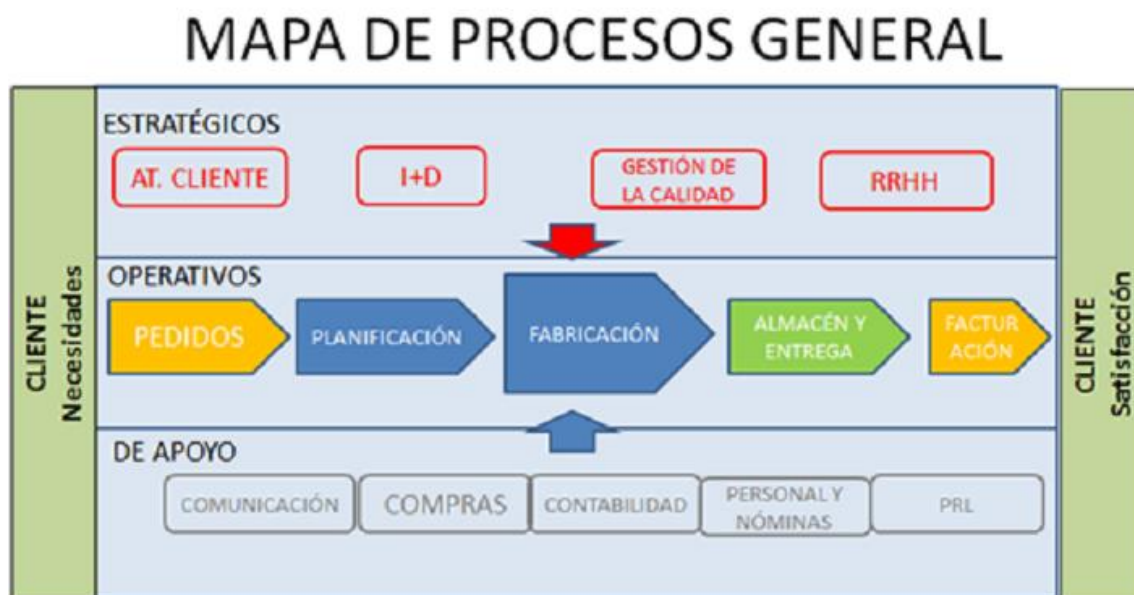 MAPA DE PROCESOS GENERAL
CLIENTE
Necesidades
ESTRATÉGICOS
AT. CLIENTE
I+D
GESTIÓN DE
LA CALIDAD
RRHH
OPERATIVOS
PEDIDOS
PLANIFICACIÓN
FABRICACIÓN
ALMACÉN Y
ENTREGA
FACTUR
ACIÓN
DE APOYO
COMUNICACIÓN
COMPRAS
CONTABILIDAD
PERSONAL Y
NÓMINAS
PRL
CLIENTE
Satisfacción